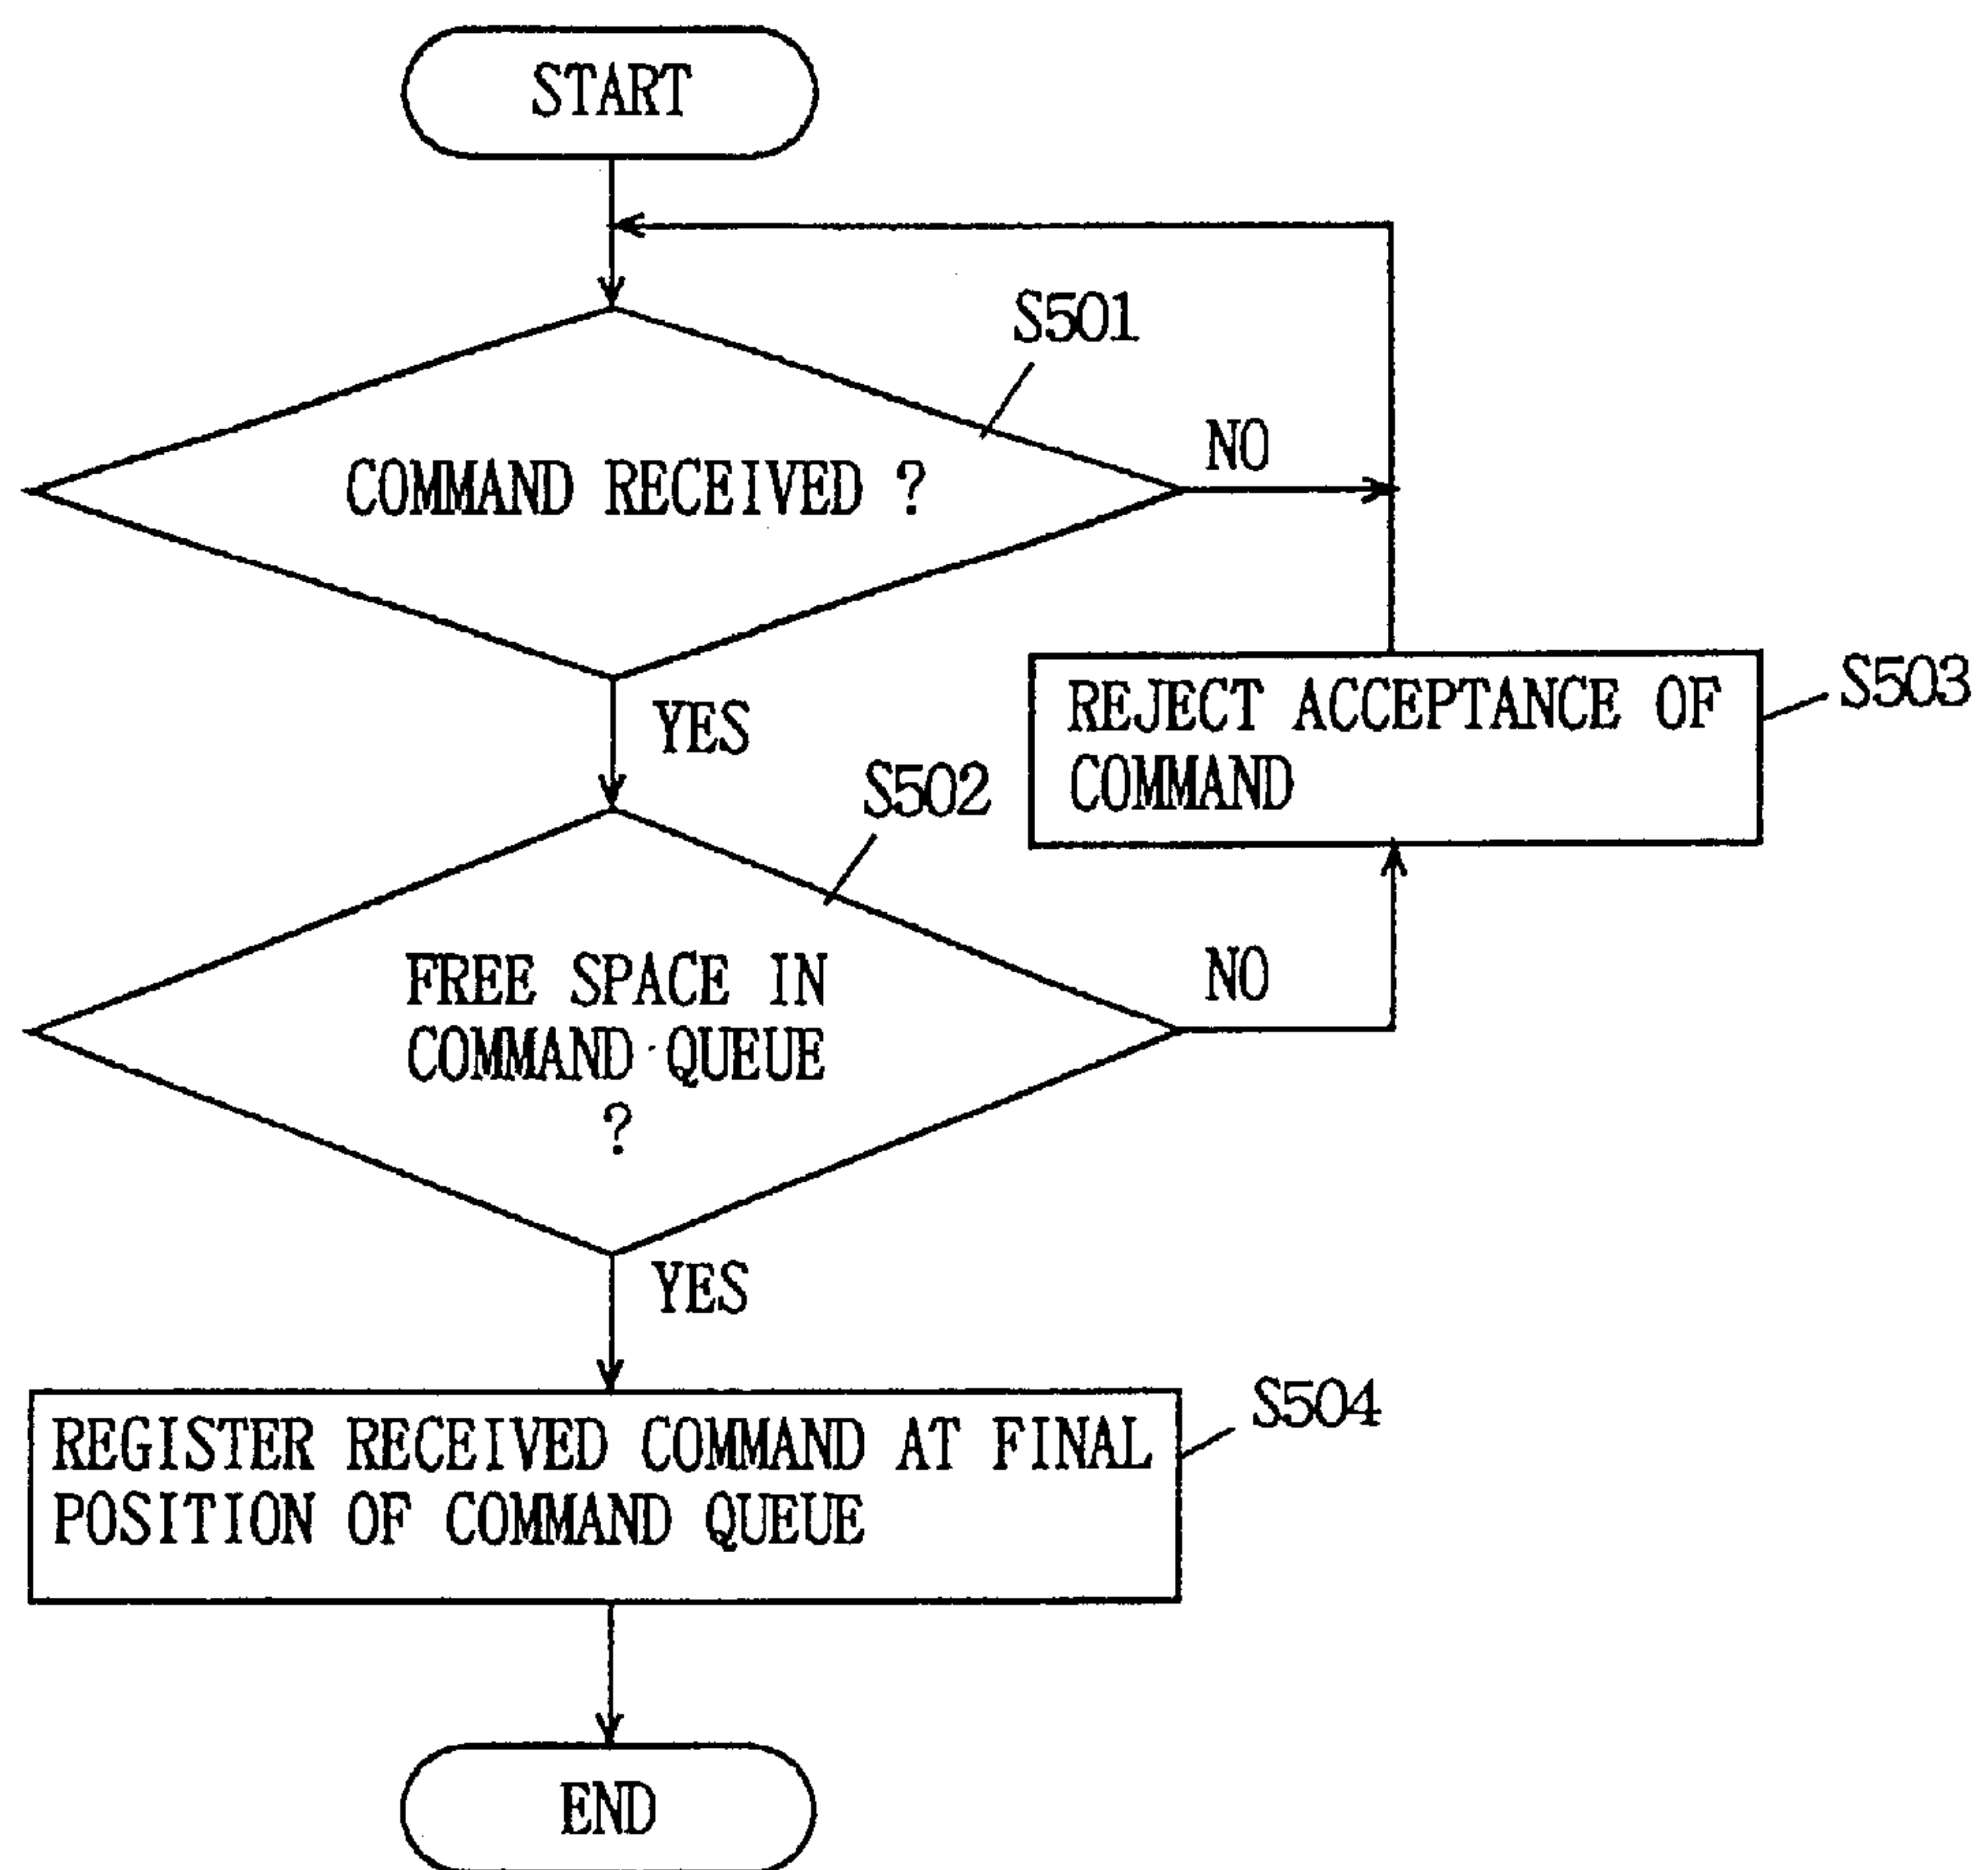 START
S501
NO
COMMAND RECEIVED ?
YES
REJECT ACCEPTANCE OF
COMMAND
S503
S502
FREE SPACE IN
COMMAND QUEUE
?
NO
YES
REGISTER RECEIVED COMMAND AT FINAL
POSITION OF COMMAND QUEUE
S504
END